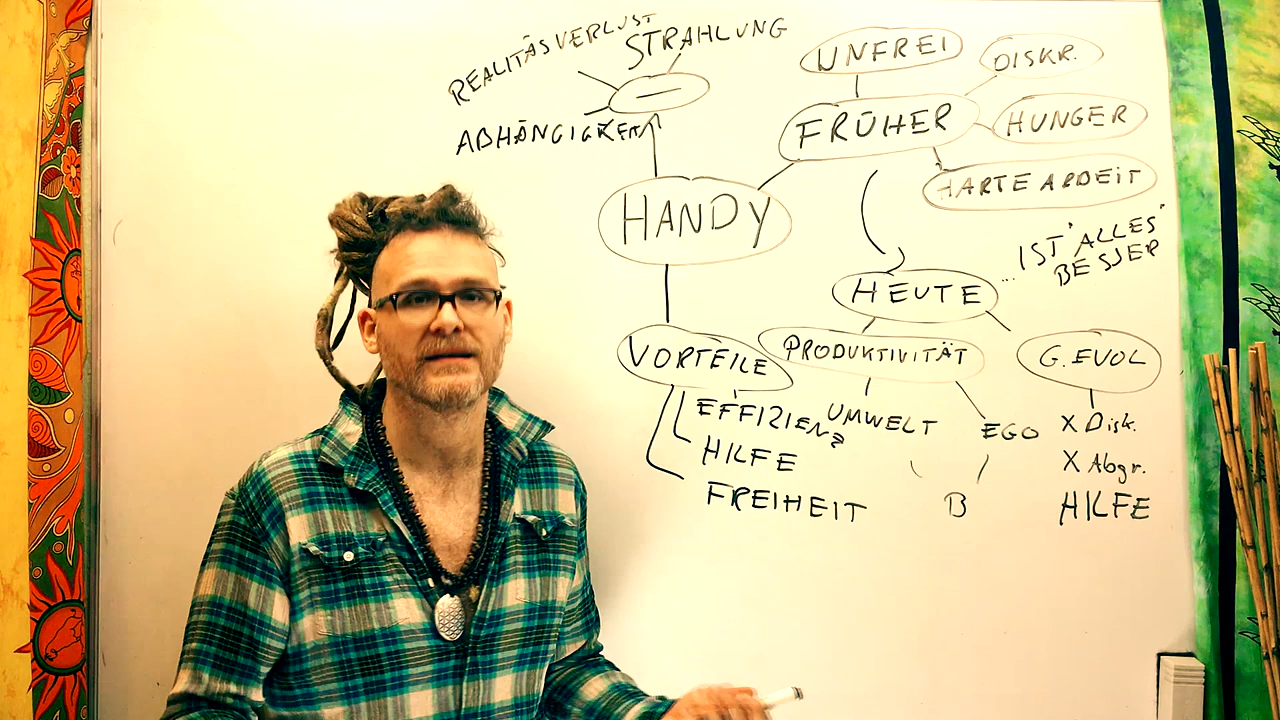 REALITÄSVERLUST
STRAHLUNG
—
ABHÄNGIGKEIT
UNFREI
DISKR.
FRÜHER
HUNGER
HARTE ARBEIT
HANDY
HEUTE
... IST "ALLES"
BESSER
VORTEILE
EFFIZIENZ
HILFE
FREIHEIT
PRODUKTIVITÄT
UMWELT
EGO
B
G. EVOL
X Disk.
X Abgr.
HILFE